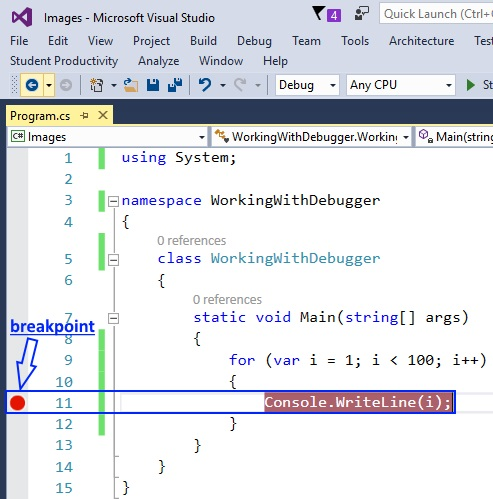 Images - Microsoft Visual Studio
4
Quick Launch (Ctrl+
File Edit View Project Build Debug Team Tools Architecture
Student Productivity Analyze Window Help
Debug Any CPU St
Program.cs
C# Images WorkingWithDebugger.Working Main(string
1 using System;
2
3 namespace WorkingWithDebugger
4 {
0 references
5 class WorkingWithDebugger
6 {
0 references
7 static void Main(string[] args)
8 {
9 for (var i = 1; i < 100; i++)
10 {
breakpoint
11 Console.WriteLine(i);
12 }
13 }
14 }
15 }